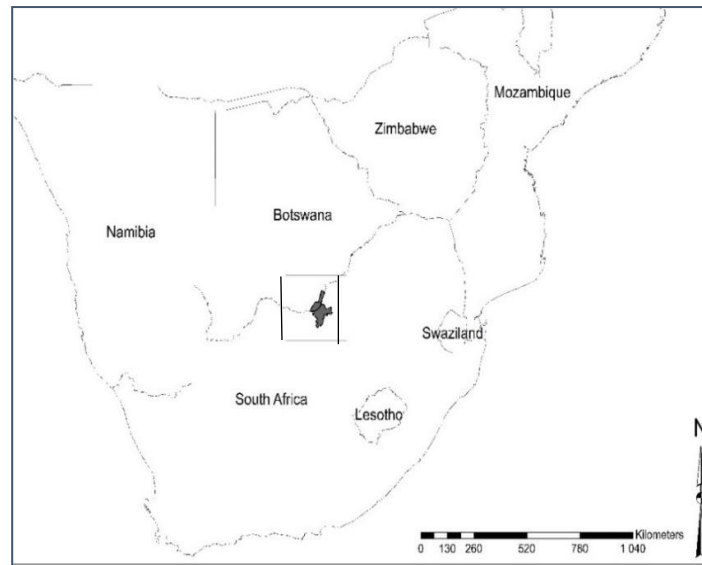 Mozambique
Zimbabwe
Botswana
Namibia
Swaziland
South Africa
Lesotho
N
Kilometers
0 130 260 520 780 1 040